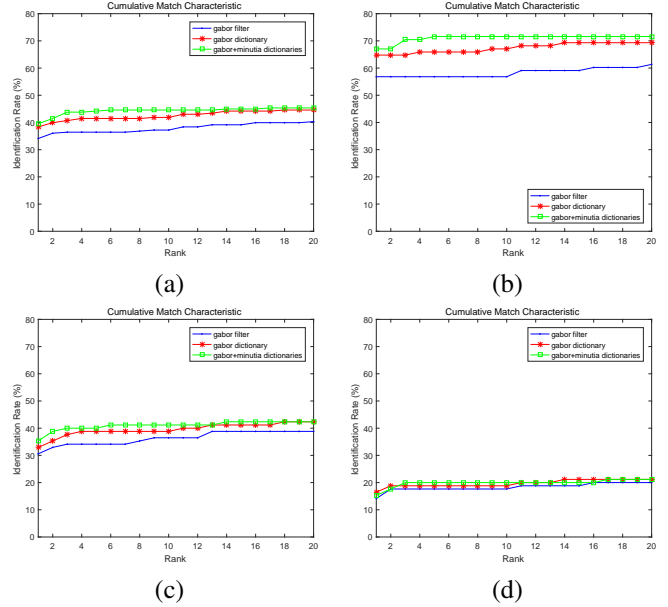 Cumulative Match Characteristic
80
70
60
50
40
30
20
10
0
Identification Rate (%)
gabor filter
gabor dictionary
gabor+minutia dictionaries
2 4 6 8 10 12 14 16 18 20
Rank
(a)
Cumulative Match Characteristic
80
70
60
50
40
30
20
10
0
Identification Rate (%)
gabor filter
gabor dictionary
gabor+minutia dictionaries
2 4 6 8 10 12 14 16 18 20
Rank
(b)
Cumulative Match Characteristic
80
70
60
50
40
30
20
10
0
Identification Rate (%)
gabor filter
gabor dictionary
gabor+minutia dictionaries
2 4 6 8 10 12 14 16 18 20
Rank
(c)
Cumulative Match Characteristic
80
70
60
50
40
30
20
10
0
Identification Rate (%)
gabor filter
gabor dictionary
gabor+minutia dictionaries
2 4 6 8 10 12 14 16 18 20
Rank
(d)